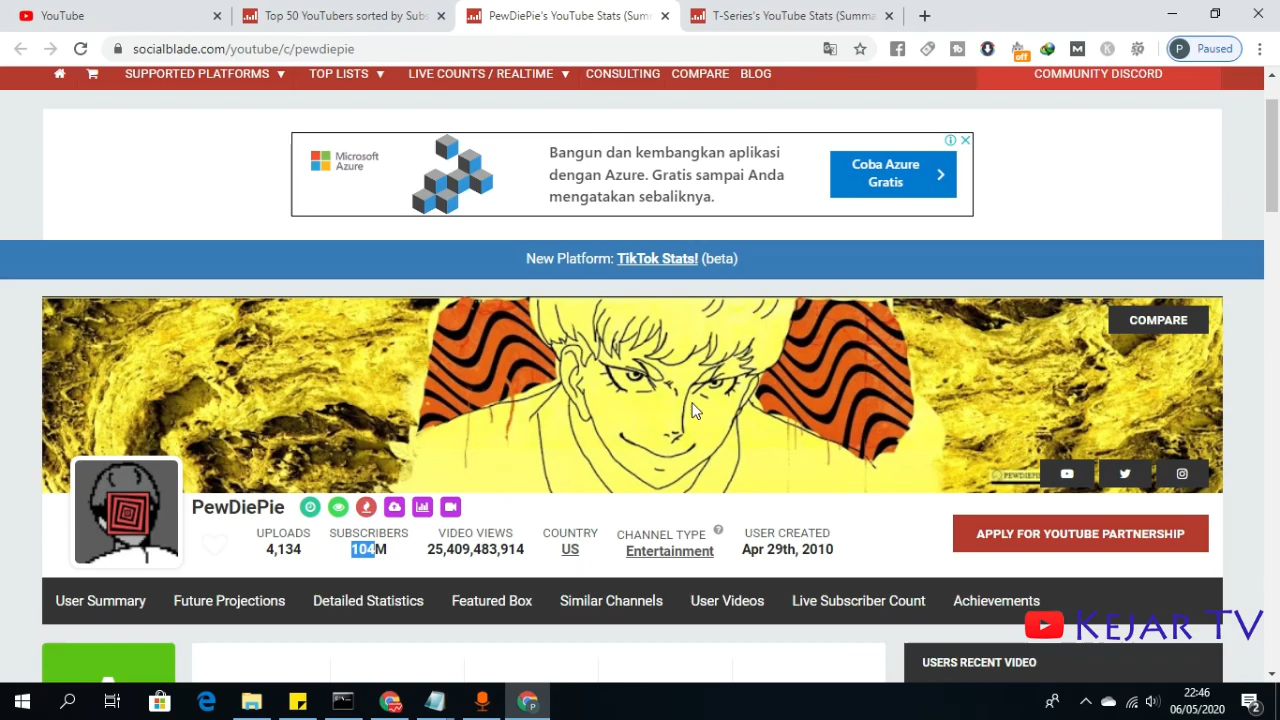 YouTube
Top 50 YouTubers sorted by Subs
PewDiePie's YouTube Stats (Summ
T-Series's YouTube Stats (Summa
socialblade.com/youtube/c/pewdiepie
off
P Paused
SUPPORTED PLATFORMS
TOP LISTS
LIVE COUNTS / REALTIME
CONSULTING
COMPARE
BLOG
COMMUNITY DISCORD
Microsoft
Azure
Bangun dan kembangkan aplikasi
dengan Azure. Gratis sampai Anda
mengatakan sebaliknya.
Coba Azure
Gratis
New Platform: TikTok Stats! (beta)
COMPARE
PEWDIEPIE
PewDiePie
UPLOADS
4,134
SUBSCRIBERS
104M
VIDEO VIEWS
25,409,483,914
COUNTRY
US
CHANNEL TYPE
Entertainment
USER CREATED
Apr 29th, 2010
APPLY FOR YOUTUBE PARTNERSHIP
User Summary
Future Projections
Detailed Statistics
Featured Box
Similar Channels
User Videos
Live Subscriber Count
Achievements
KEJAR TV
USERS RECENT VIDEO
22:46
06/05/2020
2